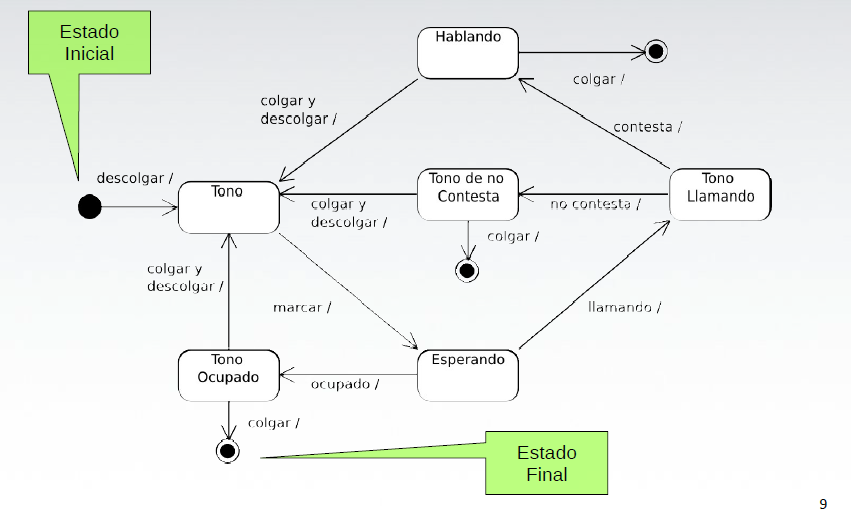 Estado
Inicial
Hablando
colgar /
colgar y
descolgar /
contesta /
descolgar /
Tono
Tono de no
Contesta
Tono
Llamando
colgar y
descolgar /
no contesta /
colgar /
colgar y
descolgar /
marcar /
llamando /
Tono
Ocupado
Esperando
ocupado /
colgar /
Estado
Final
9